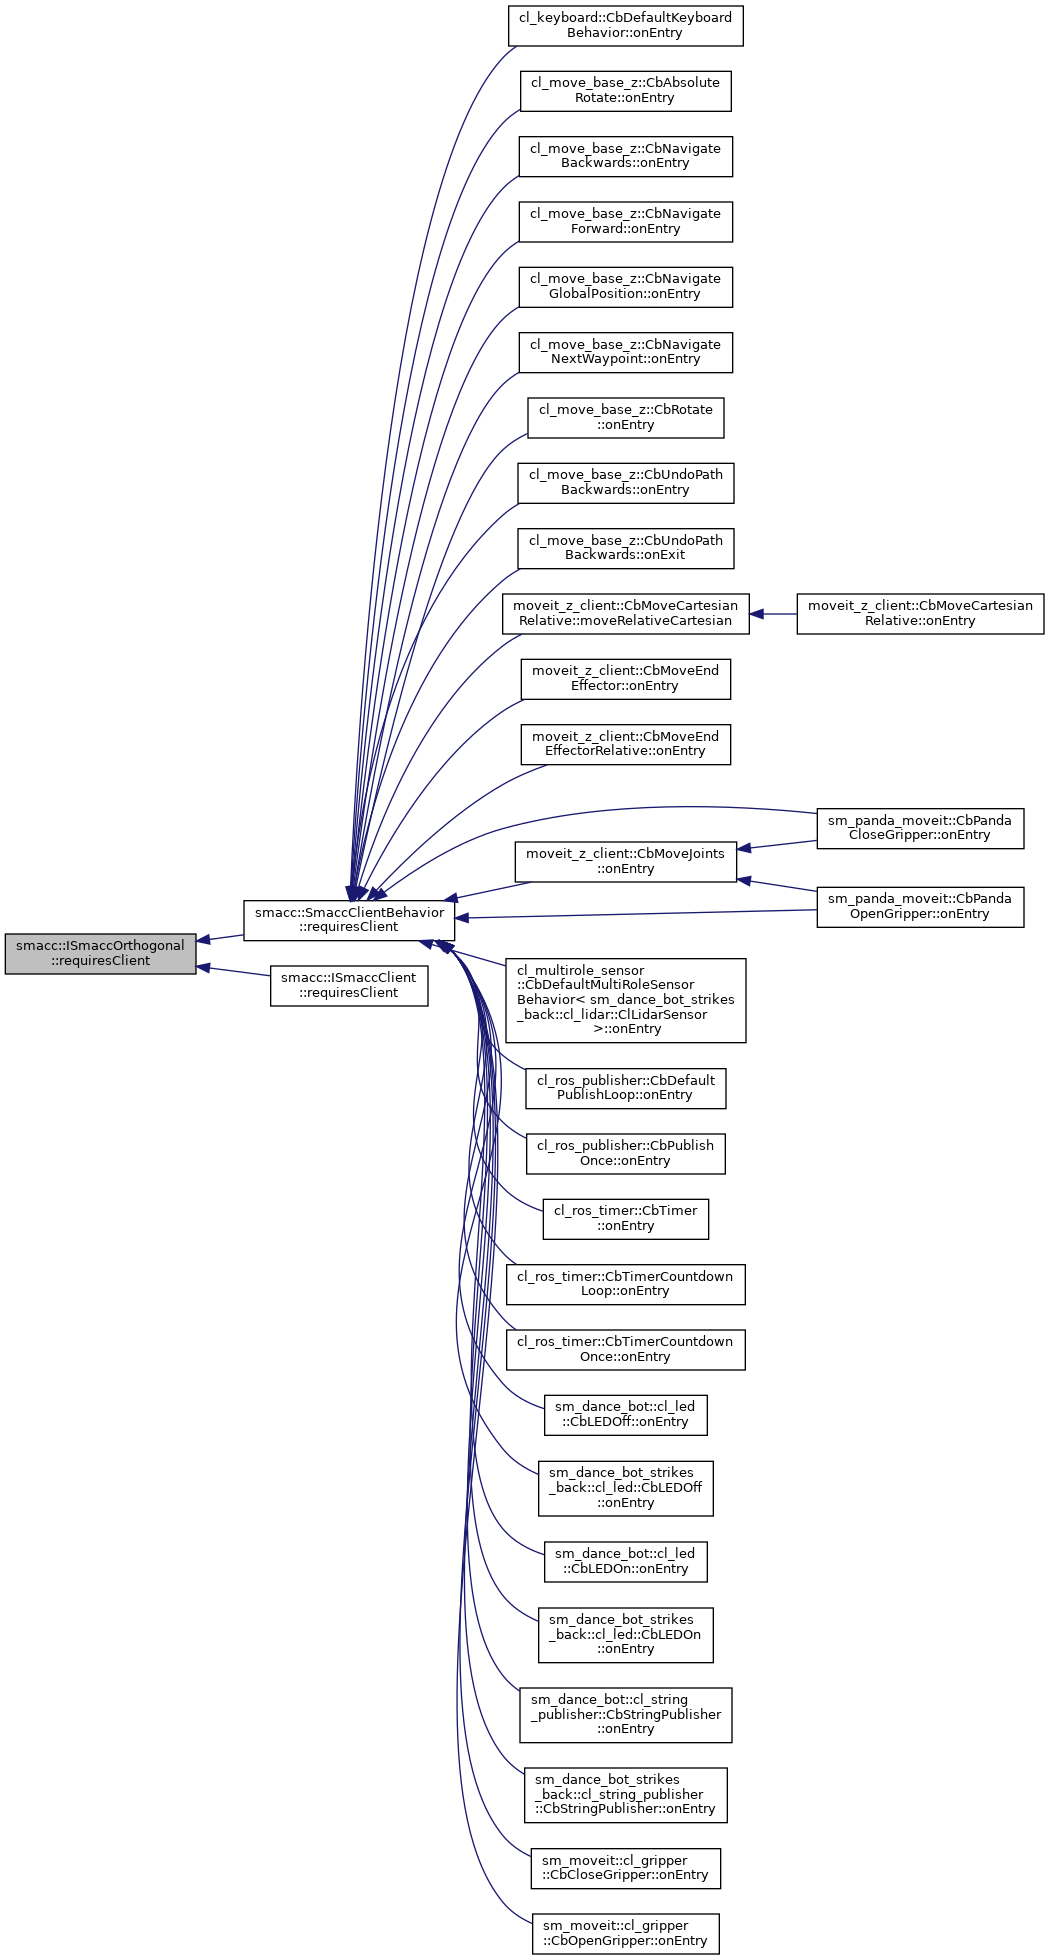 cl_keyboard::CbDefaultKeyboard
Behavior::onEntry
cl_move_base_z::CbAbsolute
Rotate::onEntry
cl_move_base_z::CbNavigate
Backwards::onEntry
cl_move_base_z::CbNavigate
Forward::onEntry
cl_move_base_z::CbNavigate
GlobalPosition::onEntry
cl_move_base_z::CbNavigate
NextWaypoint::onEntry
cl_move_base_z::CbRotate
::onEntry
cl_move_base_z::CbUndoPath
Backwards::onEntry
cl_move_base_z::CbUndoPath
Backwards::onExit
moveit_z_client::CbMoveCartesian
Relative::moveRelativeCartesian
moveit_z_client::CbMoveCartesian
Relative::onEntry
moveit_z_client::CbMoveEnd
Effector::onEntry
moveit_z_client::CbMoveEnd
EffectorRelative::onEntry
sm_panda_moveit::CbPanda
CloseGripper::onEntry
moveit_z_client::CbMoveJoints
::onEntry
sm_panda_moveit::CbPanda
OpenGripper::onEntry
smacc::SmaccClientBehavior
::requiresClient
smacc::ISmaccOrthogonal
::requiresClient
smacc::ISmaccClient
::requiresClient
cl_multirole_sensor
::CbDefaultMultiRoleSensor
Behavior< sm_dance_bot_strikes
_back::cl_lidar::ClLidarSensor
>::onEntry
cl_ros_publisher::CbDefault
PublishLoop::onEntry
cl_ros_publisher::CbPublish
Once::onEntry
cl_ros_timer::CbTimer
::onEntry
cl_ros_timer::CbTimerCountdown
Loop::onEntry
cl_ros_timer::CbTimerCountdown
Once::onEntry
sm_dance_bot::cl_led
::CbLEDOff::onEntry
sm_dance_bot_strikes
_back::cl_led::CbLEDOff
::onEntry
sm_dance_bot::cl_led
::CbLEDOn::onEntry
sm_dance_bot_strikes
_back::cl_led::CbLEDOn
::onEntry
sm_dance_bot::cl_string
_publisher::CbStringPublisher
::onEntry
sm_dance_bot_strikes
_back::cl_string_publisher
::CbStringPublisher::onEntry
sm_moveit::cl_gripper
::CbCloseGripper::onEntry
sm_moveit::cl_gripper
::CbOpenGripper::onEntry